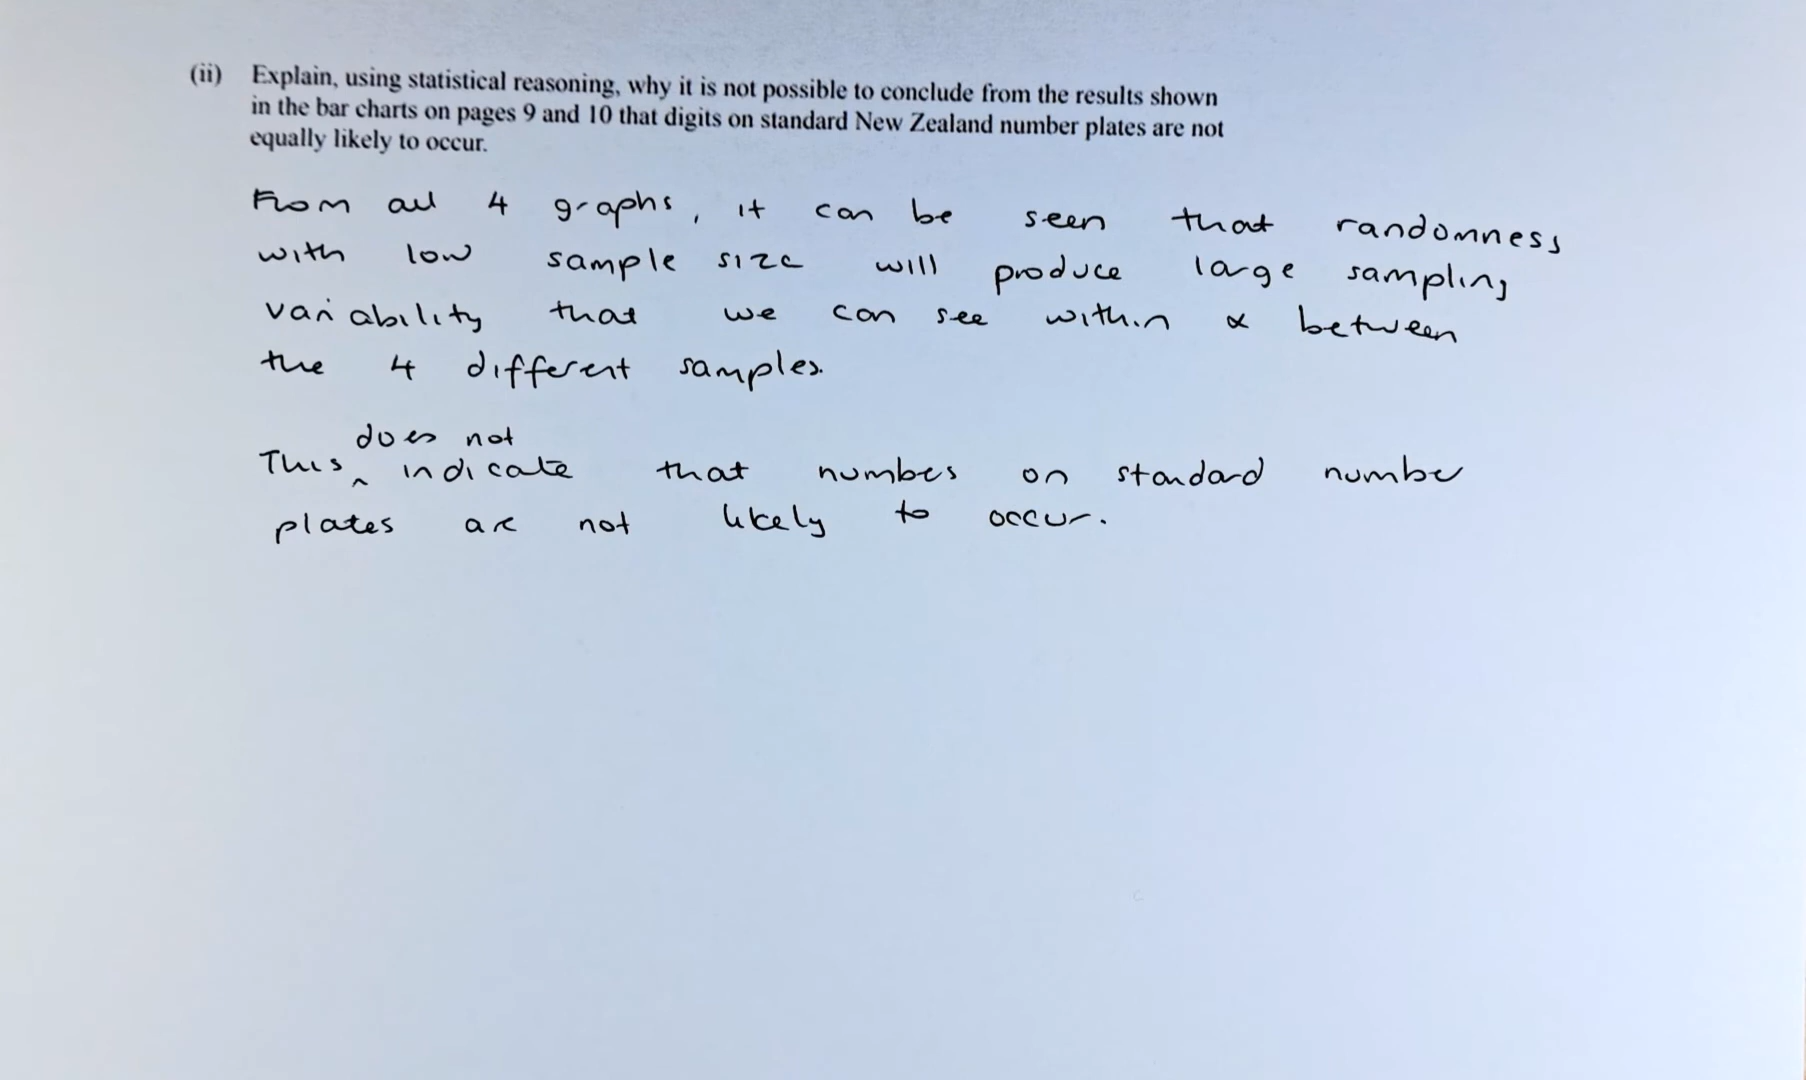 (ii) Explain, using statistical reasoning, why it is not possible to conclude from the results shown
in the bar charts on pages 9 and 10 that digits on standard New Zealand number plates are not
equally likely to occur.
From all 4 graphs, it can be seen that randomness
with low sample size will produce large sampling
variability that we can see within & between
the 4 different samples.
does not
This ^ indicate that numbes on standard numbe
plates are not likely to occur.